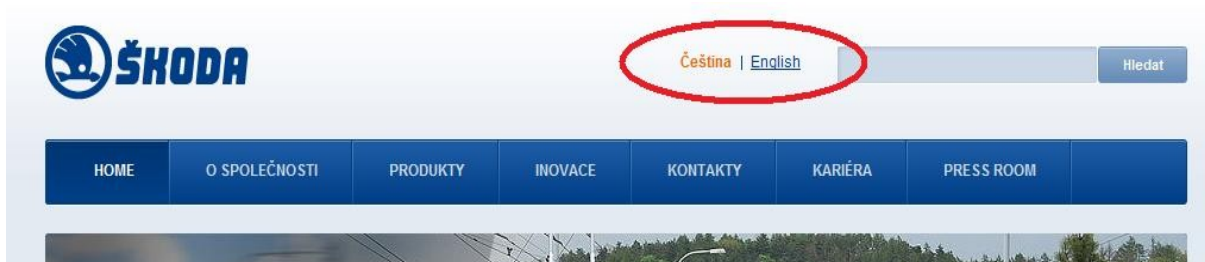 ŠKODA
Čeština | English
Hledat
HOME O SPOLEČNOSTI PRODUKTY INOVACE KONTAKTY KARIÉRA PRESS ROOM